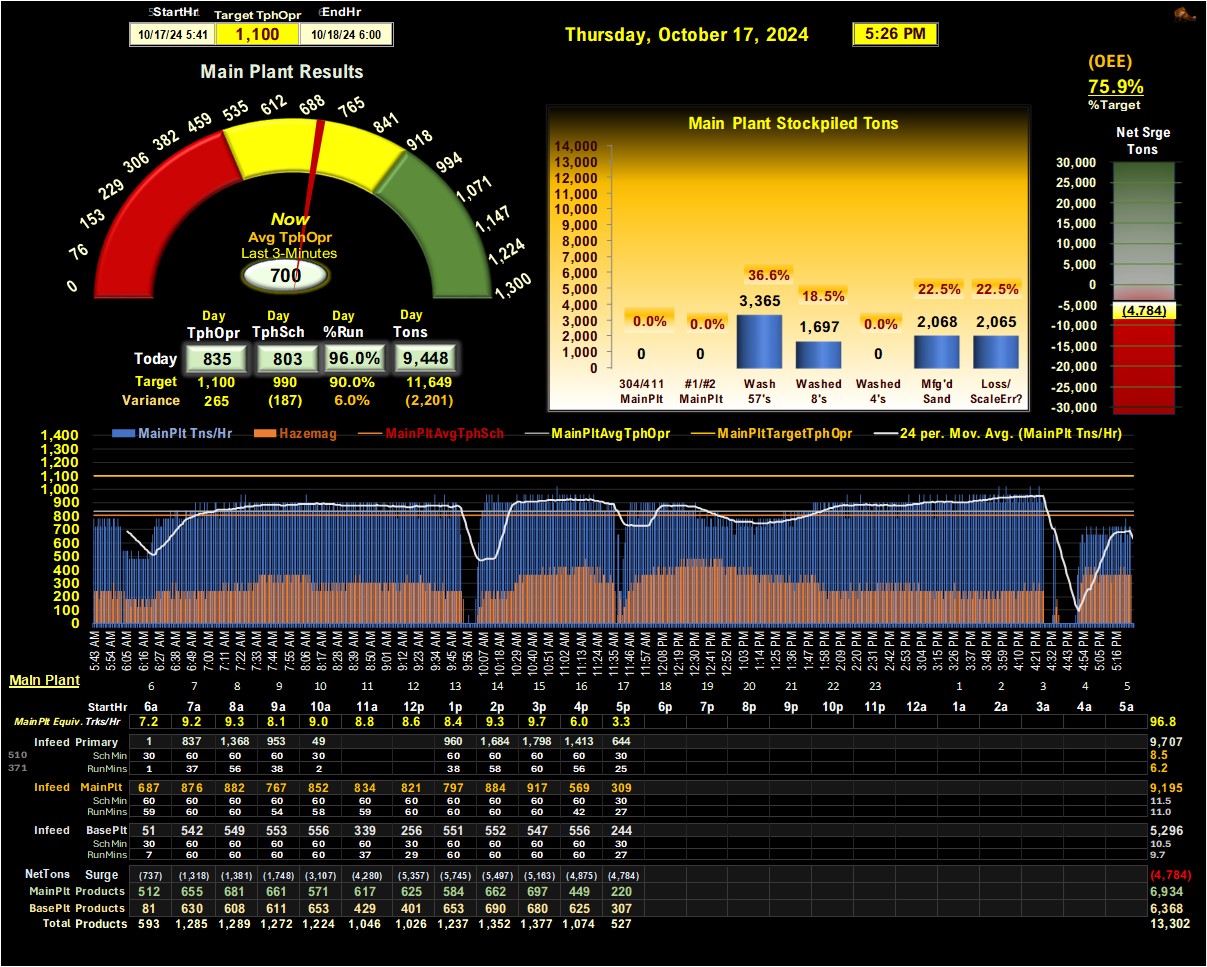 StartHr Target TphOpr EndHr
10/17/24 5:41 1,100 10/18/24 6:00
Thursday, October 17, 2024 5:26 PM
(OEE)
75.9%
%Target
Main Plant Results
0 76 153 229 306 382 459 535 612 688 765 841 918 994 1,071 1,147 1,224 1,300
Now
Avg TphOpr
Last 3-Minutes
700
Day Day Day Day
TphOpr TphSch %Run Tons
Today 835 803 96.0% 9,448
Target 1,100 990 90.0% 11,649
Variance 265 (187) 6.0% (2,201)
Main Plant Stockpiled Tons
14,000
13,000
12,000
11,000
10,000
9,000
8,000
7,000
6,000
5,000
4,000
3,000
2,000
1,000
0
0.0% 0.0% 36.6% 18.5% 0.0% 22.5% 22.5%
0 0 3,365 1,697 0 2,068 2,065
304/411 #1/#2 Wash Washed Washed Mfg'd Loss/
MainPlt MainPlt 57's 8's 4's Sand ScaleErr?
Net Srge
Tons
30,000
25,000
20,000
15,000
10,000
5,000
0
-5,000
(4,784)
-10,000
-15,000
-20,000
-25,000
-30,000
MainPlt Tns/Hr Hazemag MainPltAvgTphSch MainPltAvgTphOpr MainPltTargetTphOpr 24 per. Mov. Avg. (MainPlt Tns/Hr)
1,400
1,300
1,200
1,100
1,000
900
800
700
600
500
400
300
200
100
0
5:43 AM 5:54 AM 6:05 AM 6:16 AM 6:27 AM 6:38 AM 6:49 AM 7:00 AM 7:11 AM 7:22 AM 7:33 AM 7:44 AM 7:55 AM 8:06 AM 8:17 AM 8:28 AM 8:39 AM 8:50 AM 9:01 AM 9:12 AM 9:23 AM 9:34 AM 9:45 AM 9:56 AM 10:07 AM 10:18 AM 10:29 AM 10:40 AM 10:51 AM 11:02 AM 11:13 AM 11:24 AM 11:35 AM 11:46 AM 11:57 AM 12:08 PM 12:19 PM 12:30 PM 12:41 PM 12:52 PM 1:03 PM 1:14 PM 1:25 PM 1:36 PM 1:47 PM 1:58 PM 2:09 PM 2:20 PM 2:31 PM 2:42 PM 2:53 PM 3:04 PM 3:15 PM 3:26 PM 3:37 PM 3:48 PM 3:59 PM 4:10 PM 4:21 PM 4:32 PM 4:43 PM 4:54 PM 5:05 PM 5:16 PM
Main Plant
6 7 8 9 10 11 12 13 14 15 16 17 18 19 20 21 22 23 1 2 3 4 5
StartHr 6a 7a 8a 9a 10a 11a 12p 1p 2p 3p 4p 5p 6p 7p 8p 9p 10p 11p 12a 1a 2a 3a 4a 5a
MainPlt Equiv. Trks/Hr 7.2 9.2 9.3 8.1 9.0 8.8 8.6 8.4 9.3 9.7 6.0 3.3 96.8
Infeed Primary 1 837 1,368 953 49 960 1,684 1,798 1,413 644 9,707
510 Sch Min 30 60 60 60 30 60 60 60 60 30 8.5
371 RunMins 1 37 56 38 2 38 58 60 56 25 6.2
Infeed MainPlt 687 876 882 767 852 834 821 797 884 917 569 309 9,195
Sch Min 60 60 60 60 60 60 60 60 60 60 60 30 11.5
RunMins 59 60 60 54 58 59 60 60 60 60 42 27 11.0
Infeed BasePlt 51 542 549 553 556 339 256 551 552 547 556 244 5,296
Sch Min 30 60 60 60 60 60 30 60 60 60 60 30 10.5
RunMins 7 60 60 60 60 37 29 60 60 60 60 27 9.7
NetTons Surge (737) (1,318) (1,381) (1,748) (3,107) (4,280) (5,357) (5,745) (5,497) (5,163) (4,875) (4,784) (4,784)
MainPlt Products 512 655 681 661 571 617 625 584 662 697 449 220 6,934
BasePlt Products 81 630 608 611 653 429 401 653 690 680 625 307 6,368
Total Products 593 1,285 1,289 1,272 1,224 1,046 1,026 1,237 1,352 1,377 1,074 527 13,302